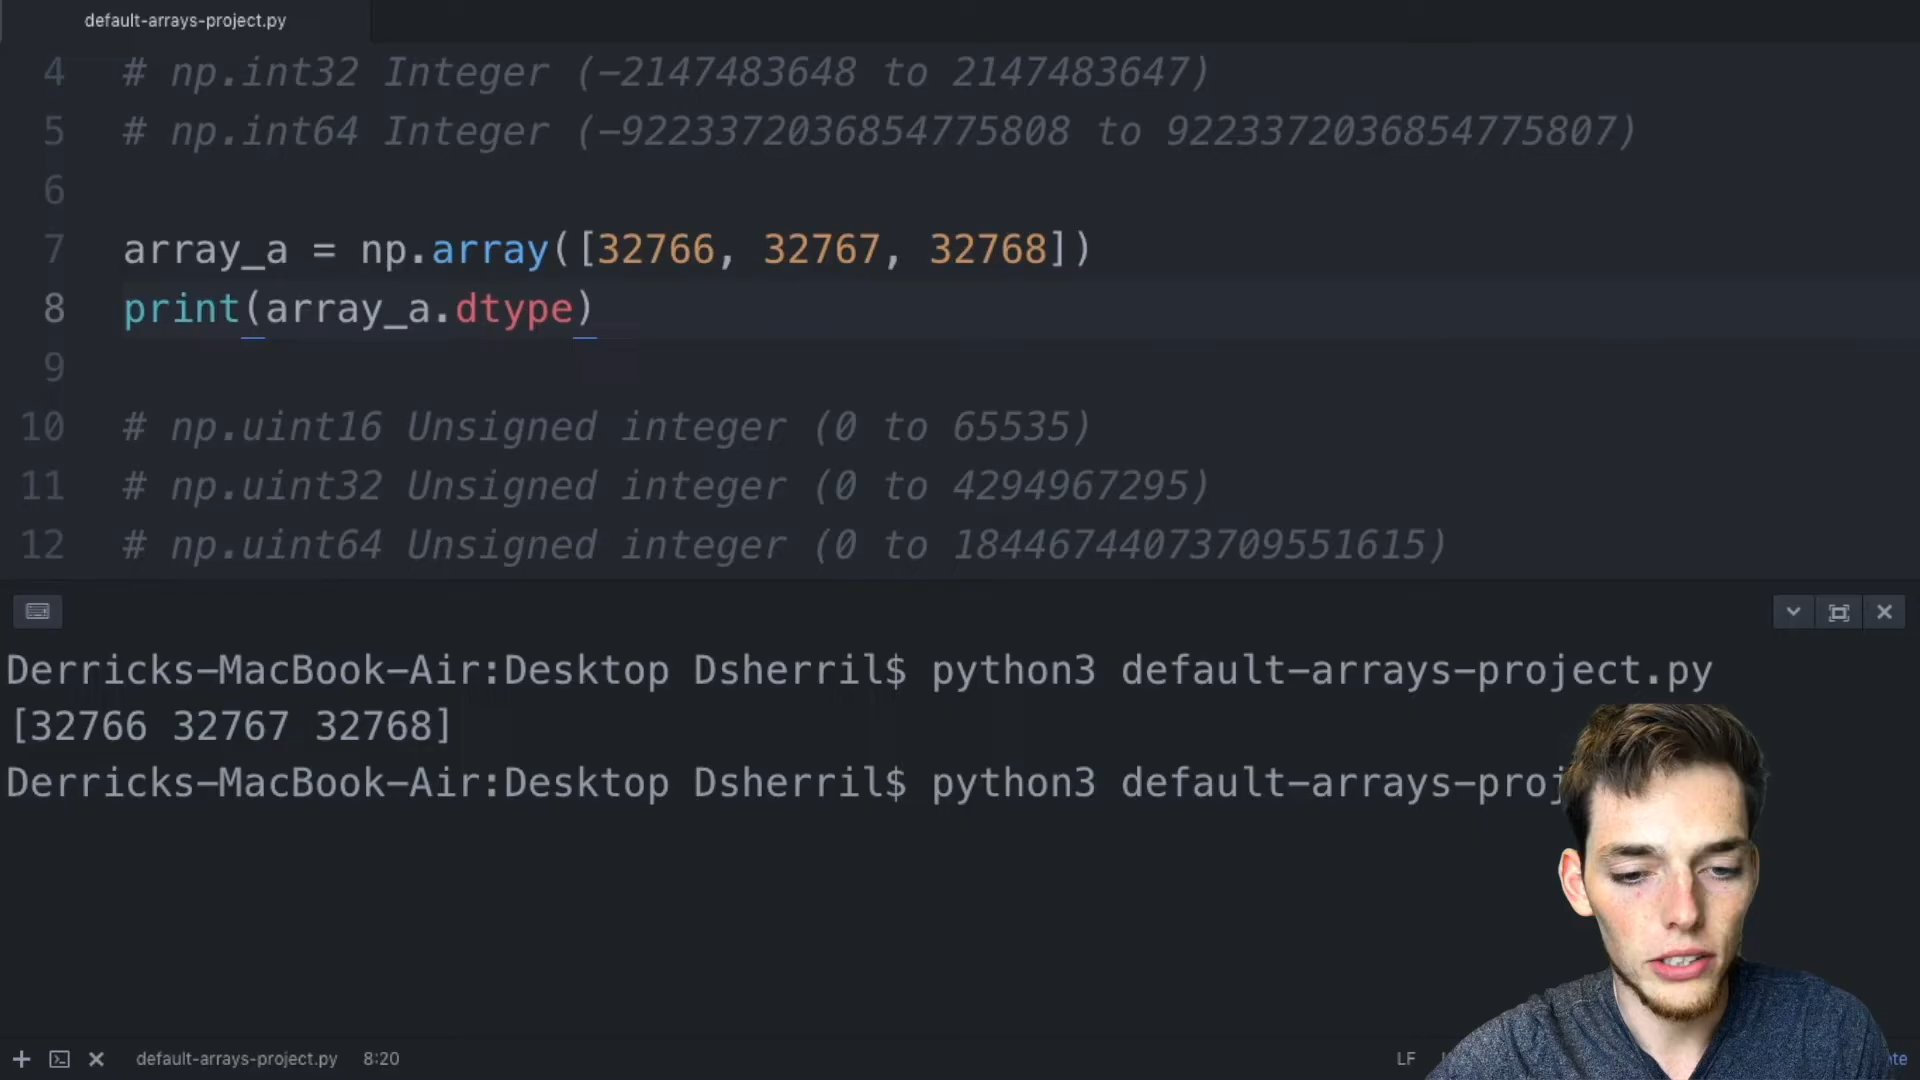 default-arrays-project.py
4 # np.int32 Integer (-2147483648 to 2147483647)
5 # np.int64 Integer (-9223372036854775808 to 9223372036854775807)
6
7 array_a = np.array([32766, 32767, 32768])
8 print(array_a.dtype)
9
10 # np.uint16 Unsigned integer (0 to 65535)
11 # np.uint32 Unsigned integer (0 to 4294967295)
12 # np.uint64 Unsigned integer (0 to 18446744073709551615)
Derricks-MacBook-Air:Desktop Dsherril$ python3 default-arrays-project.py
[32766 32767 32768]
Derricks-MacBook-Air:Desktop Dsherril$ python3 default-arrays-proj
default-arrays-project.py 8:20 LF